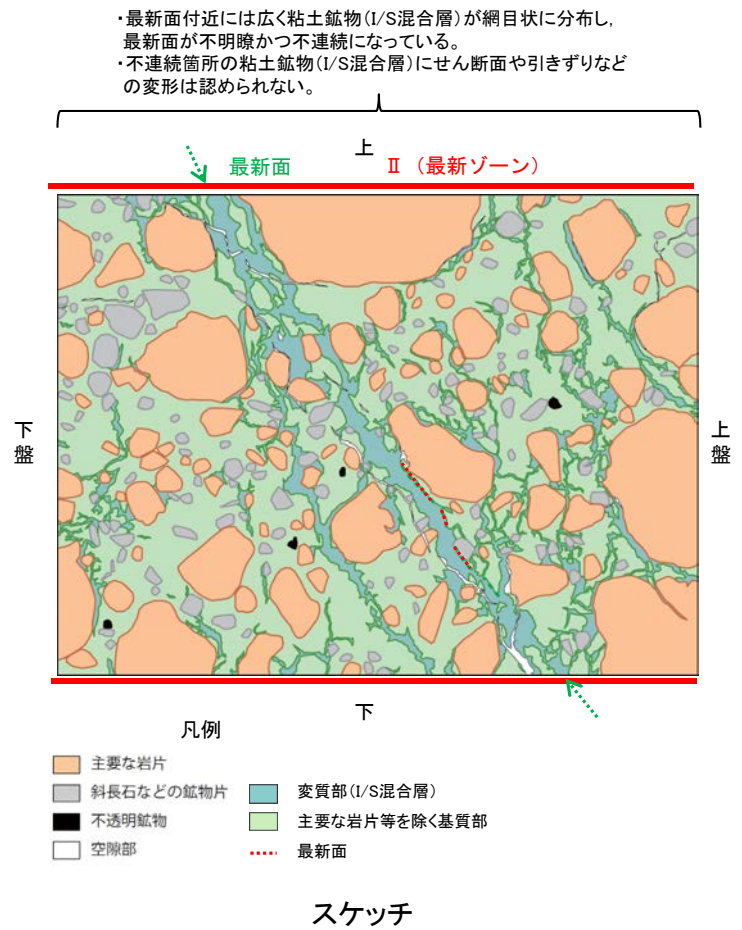 ・最新面付近には広く粘土鉱物(I/S混合層)が網目状に分布し,
最新面が不明瞭かつ不連続になっている。
・不連続箇所の粘土鉱物(I/S混合層)にせん断面や引きずりなど
の変形は認められない。
上
最新面
Ⅱ （最新ゾーン）
下盤
上盤
下
凡例
主要な岩片
斜長石などの鉱物片
不透明鉱物
空隙部
変質部(I/S混合層)
主要な岩片等を除く基質部
最新面
スケッチ